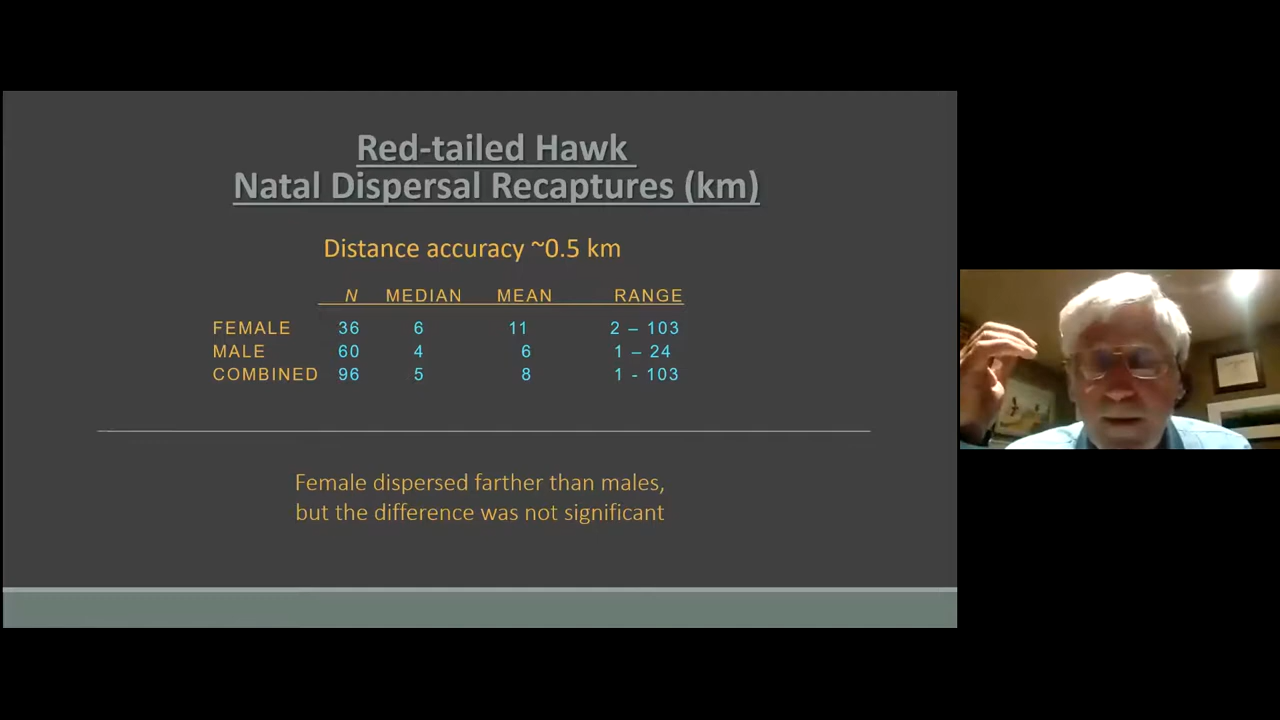 Red-tailed Hawk
Natal Dispersal Recaptures (km)
Distance accuracy ~0.5 km
N MEDIAN MEAN RANGE
FEMALE 36 6 11 2 – 103
MALE 60 4 6 1 – 24
COMBINED 96 5 8 1 - 103
Female dispersed farther than males,
but the difference was not significant